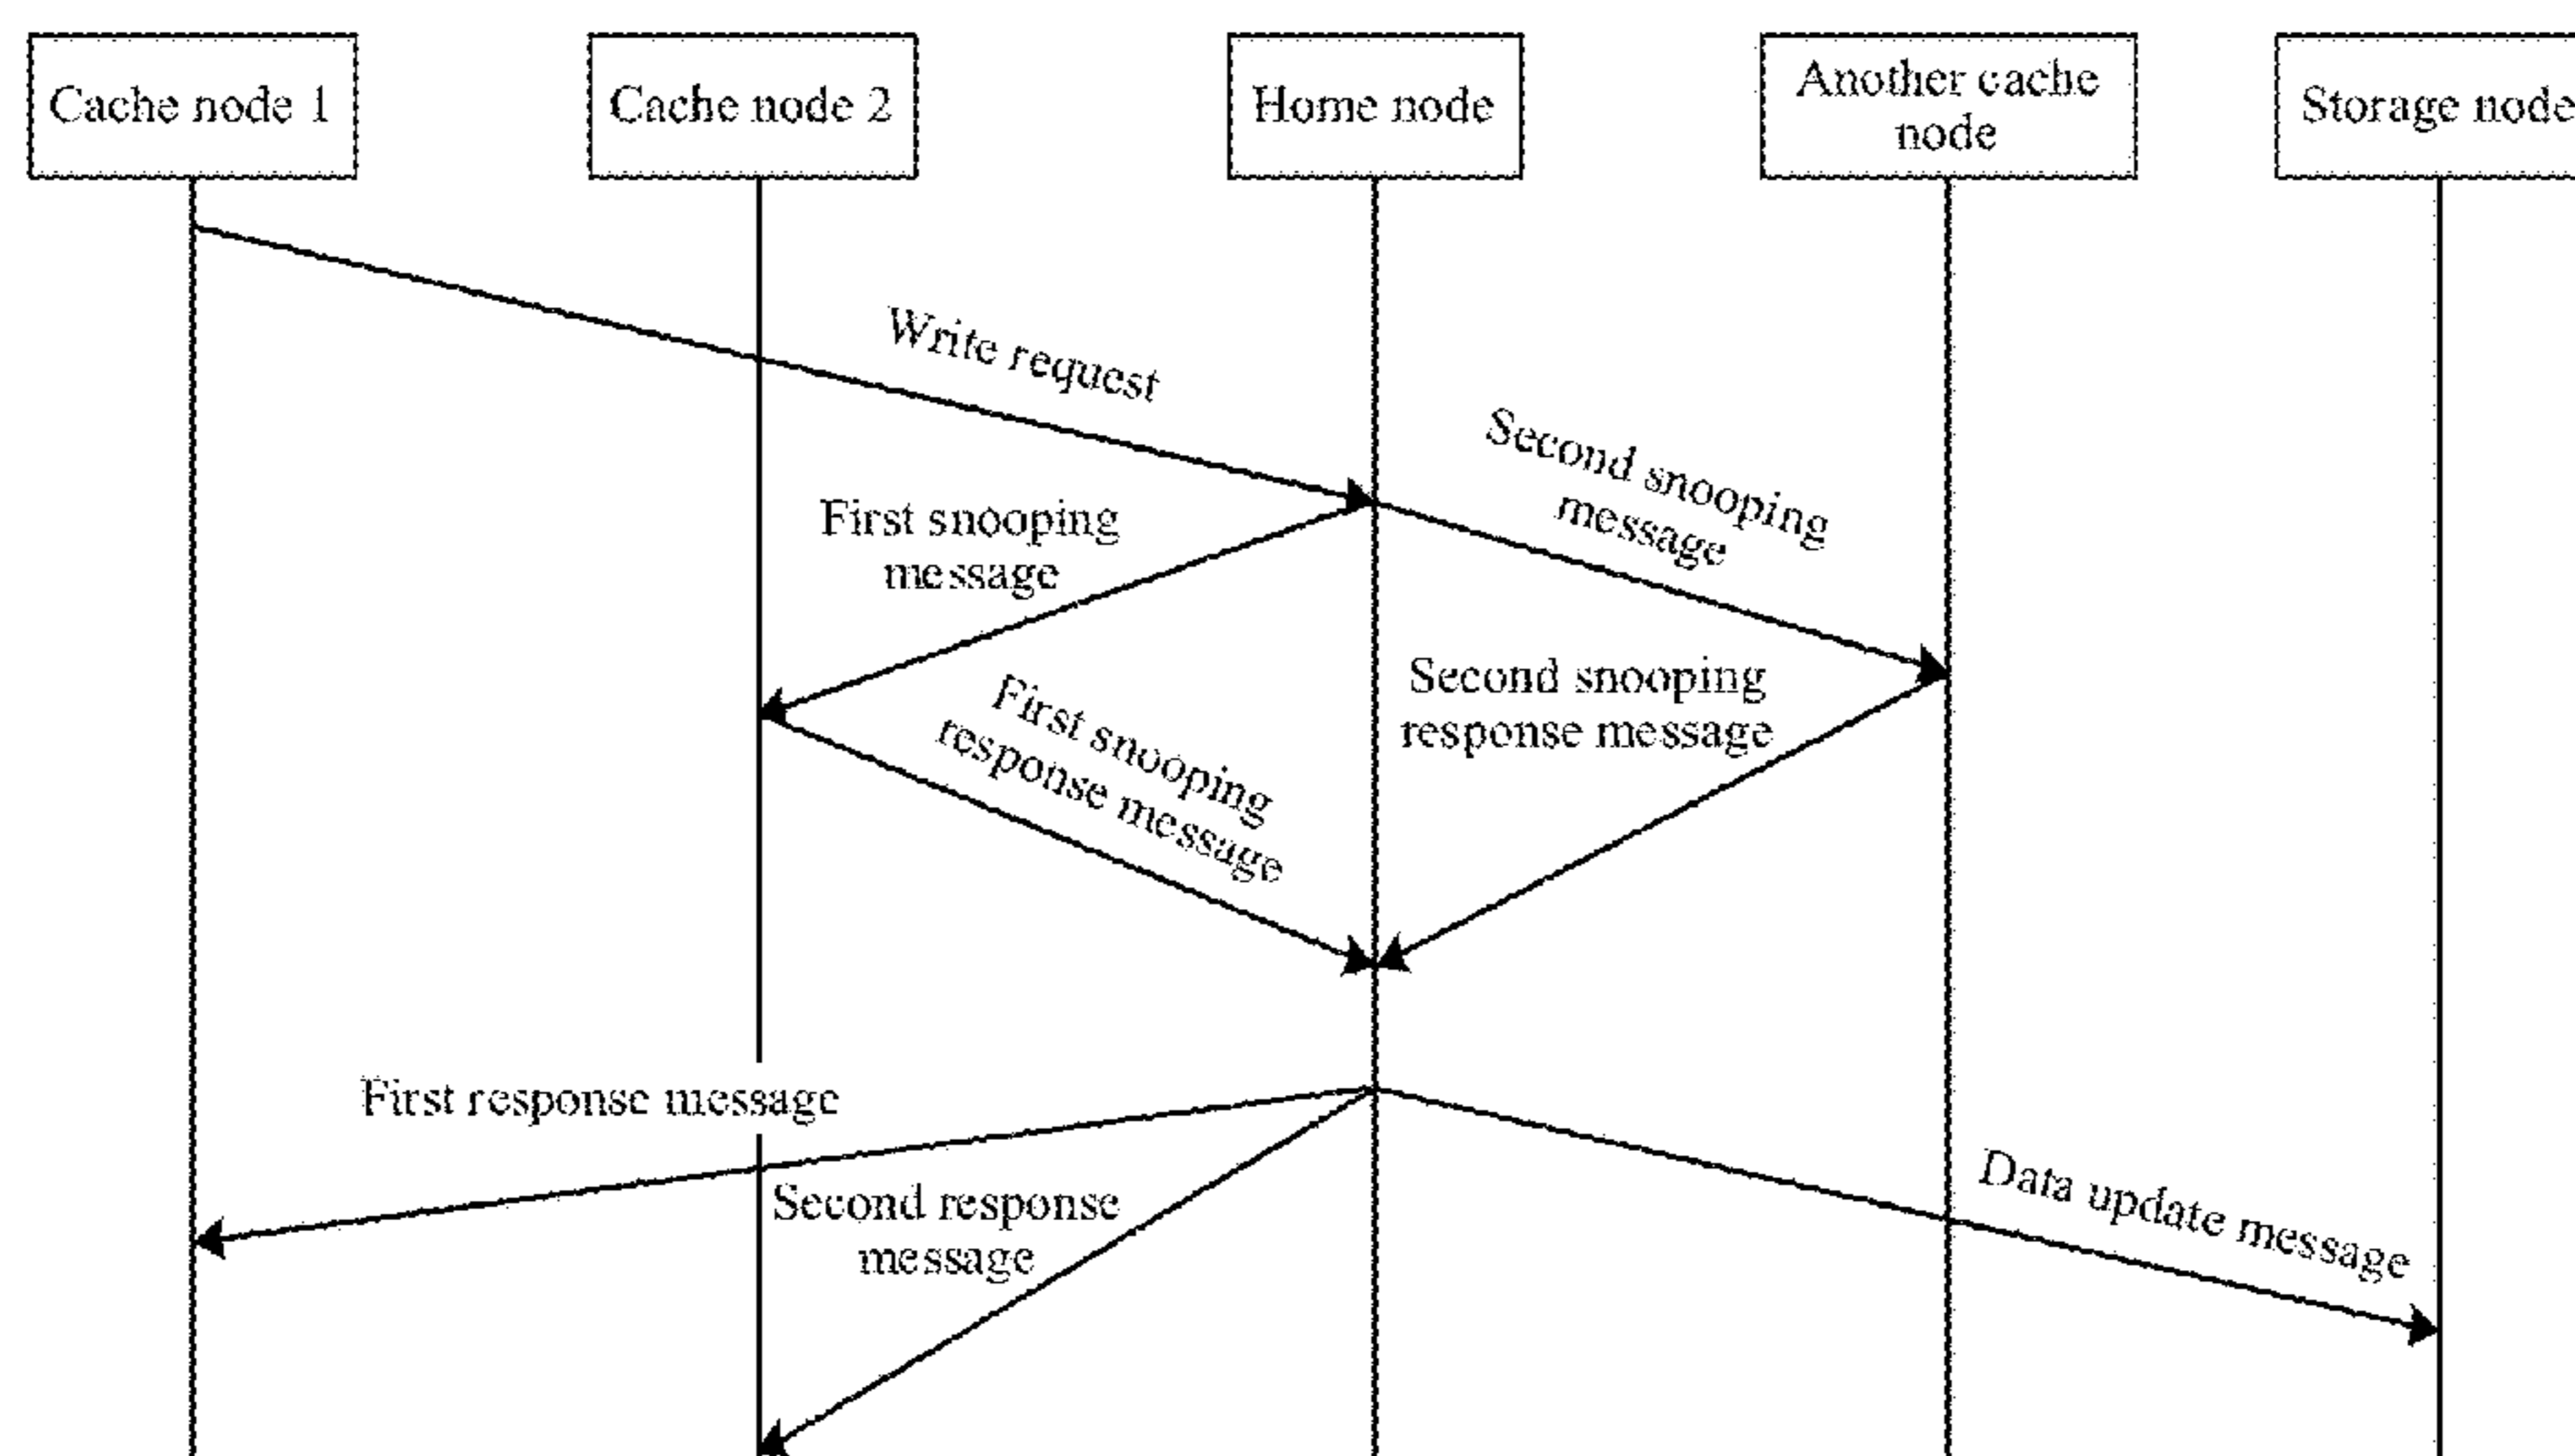 Cache node 1
Cache node 2
Home node
Another cache
node
Storage node
Write request
Second snooping
message
First snooping
message
First snooping
response message
Second snooping
response message
First response message
Second response
message
Data update message